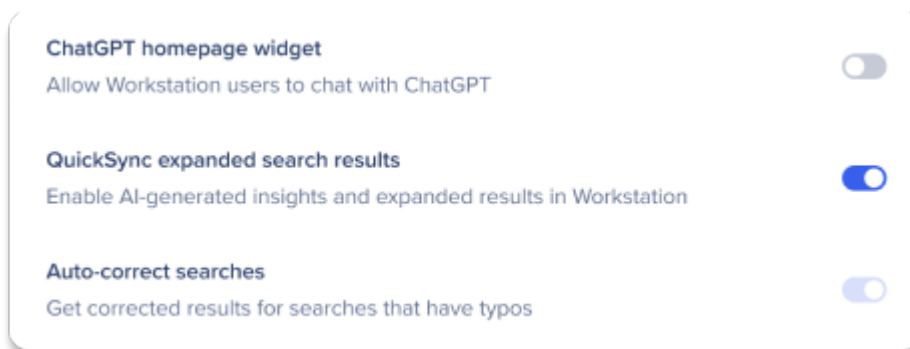 ChatGPT homepage widget
Allow Workstation users to chat with ChatGPT
QuickSync expanded search results
Enable AI-generated insights and expanded results in Workstation
Auto-correct searches
Get corrected results for searches that have typos